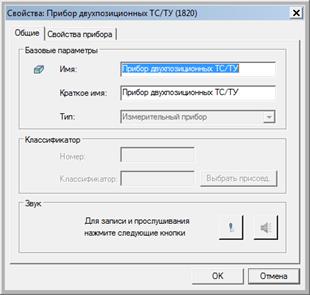 Свойства: Прибор двухпозиционных ТС/ТУ (1820)
Общие Свойства прибора
Базовые параметры
Имя: Прибор двухпозиционных ТС/ТУ
Краткое имя: Прибор двухпозиционных ТС/ТУ
Тип: Измерительный прибор
Классификатор
Номер:
Классификатор: Выбрать присоед.
Звук
Для записи и прослушивания
нажмите следующие кнопки
OK Отмена